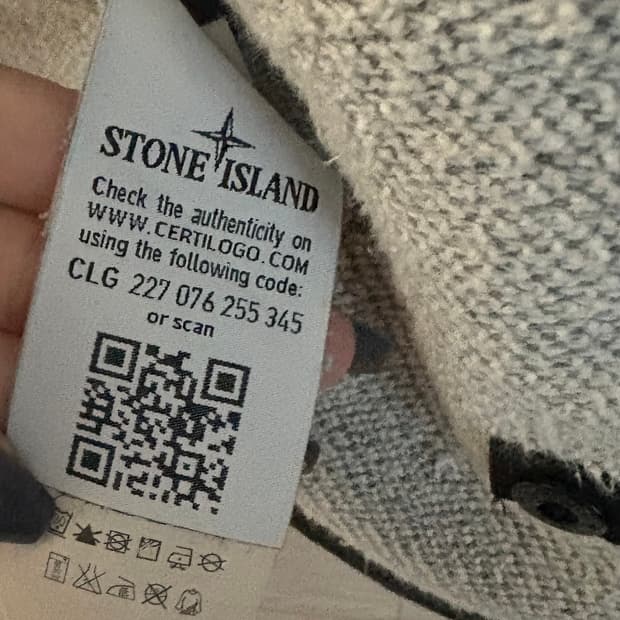 STONE ISLAND
Check the authenticity on
WWW.CERTILOGO.COM
using the following code:
CLG 227 076 255 345
or scan